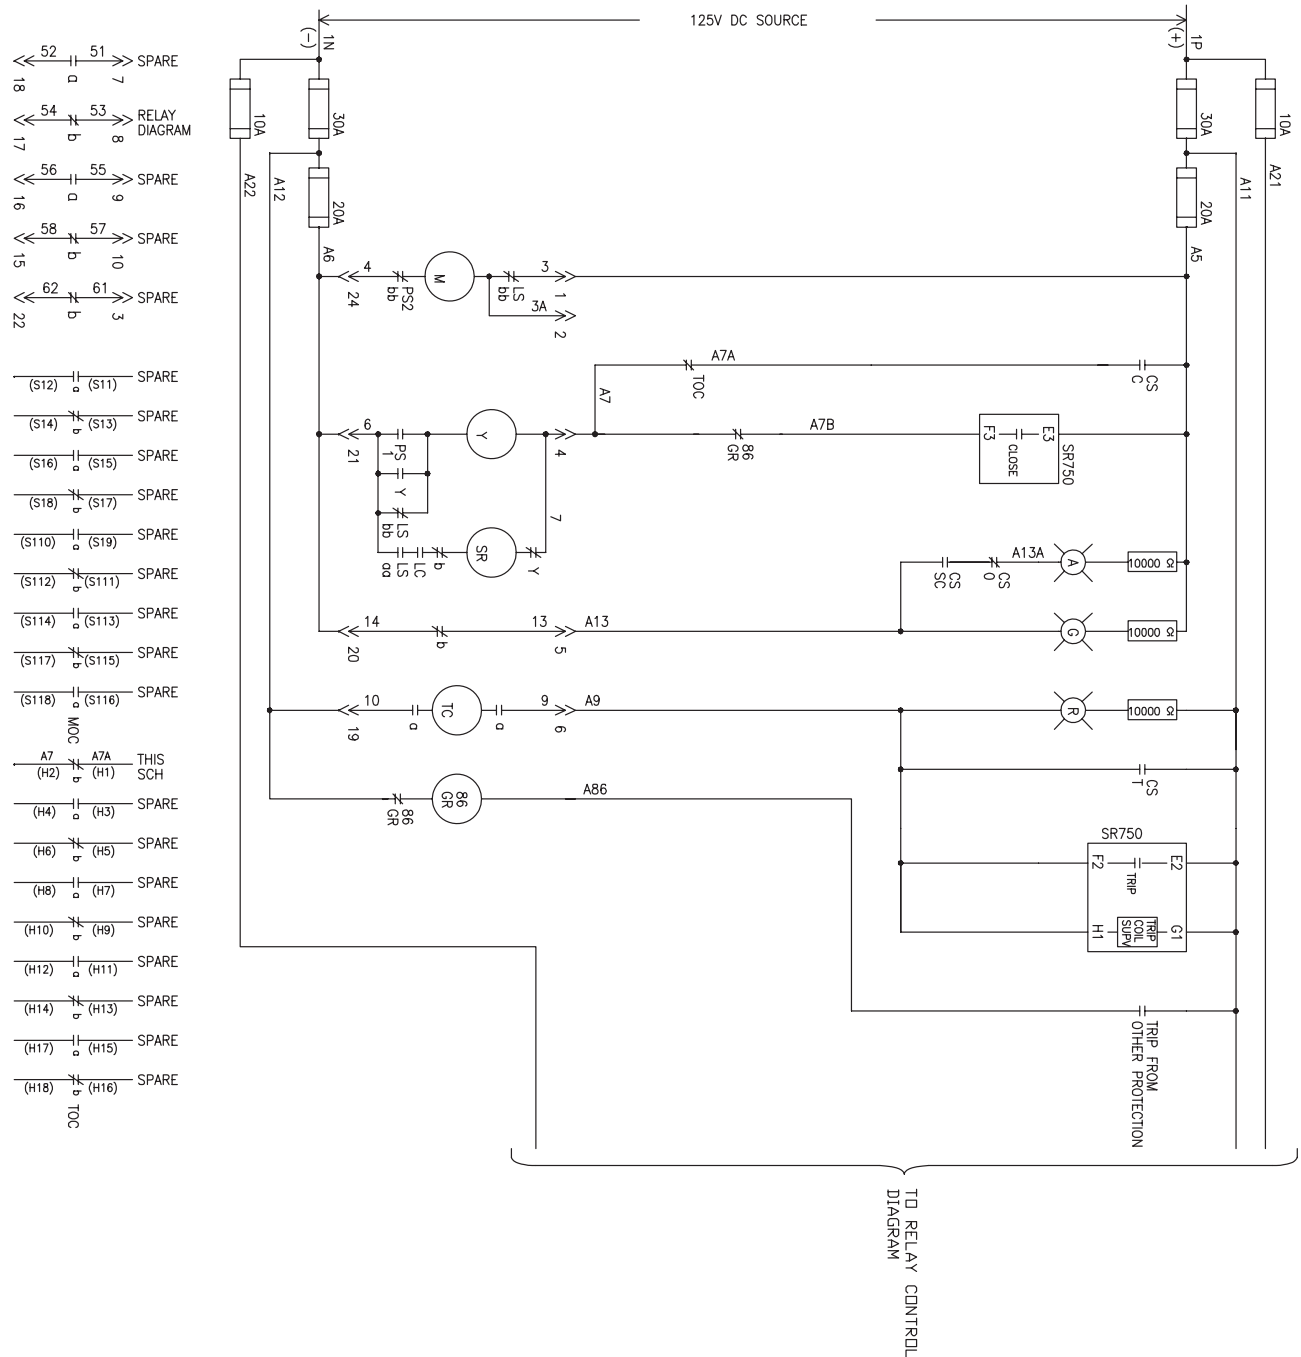 125V DC SOURCE
1N
(-)
1P
(+)
10A
30A
30A
10A
A22
A12
20A
A6
20A
A5
A11
A21
52 51 SPARE
18 a 7
54 53 RELAY
DIAGRAM
17 b 8
56 55 SPARE
16 a 9
58 57 SPARE
15 b 10
62 61 SPARE
22 b 3
(S12) a (S11) SPARE
(S14) b (S13) SPARE
(S16) a (S15) SPARE
(S18) b (S17) SPARE
(S110) a (S19) SPARE
(S112) b (S111) SPARE
(S114) a (S113) SPARE
(S117) b (S115) SPARE
(S118) a (S116) SPARE
MOC
A7 A7A THIS
SCH
(H2) b (H1)
(H4) a (H3) SPARE
(H6) b (H5) SPARE
(H8) a (H7) SPARE
(H10) b (H9) SPARE
(H12) a (H11) SPARE
(H14) b (H13) SPARE
(H17) a (H15) SPARE
(H18) b (H16) SPARE
TOC
4
24
PS2
bb
M
LS
bb
3
1
3A
2
A7
TOC
A7A
CS
C
6
21
PS
1
Y
4
86
GR
A7B
F3
E3
CLOSE
SR750
Y
LS
bb
7
LS
aa
LC
b
SR
Y
CS
SC
CS
O
A13A
A
10000 Ω
14
20
b
13
5
A13
G
10000 Ω
10
19
a
TC
a
9
6
A9
R
10000 Ω
CS
T
86
GR
86
GR
A86
SR750
F2
E2
TRIP
H1
TRIP
COIL
SUPV
G1
TRIP FROM
OTHER PROTECTION
TO RELAY CONTROL
DIAGRAM